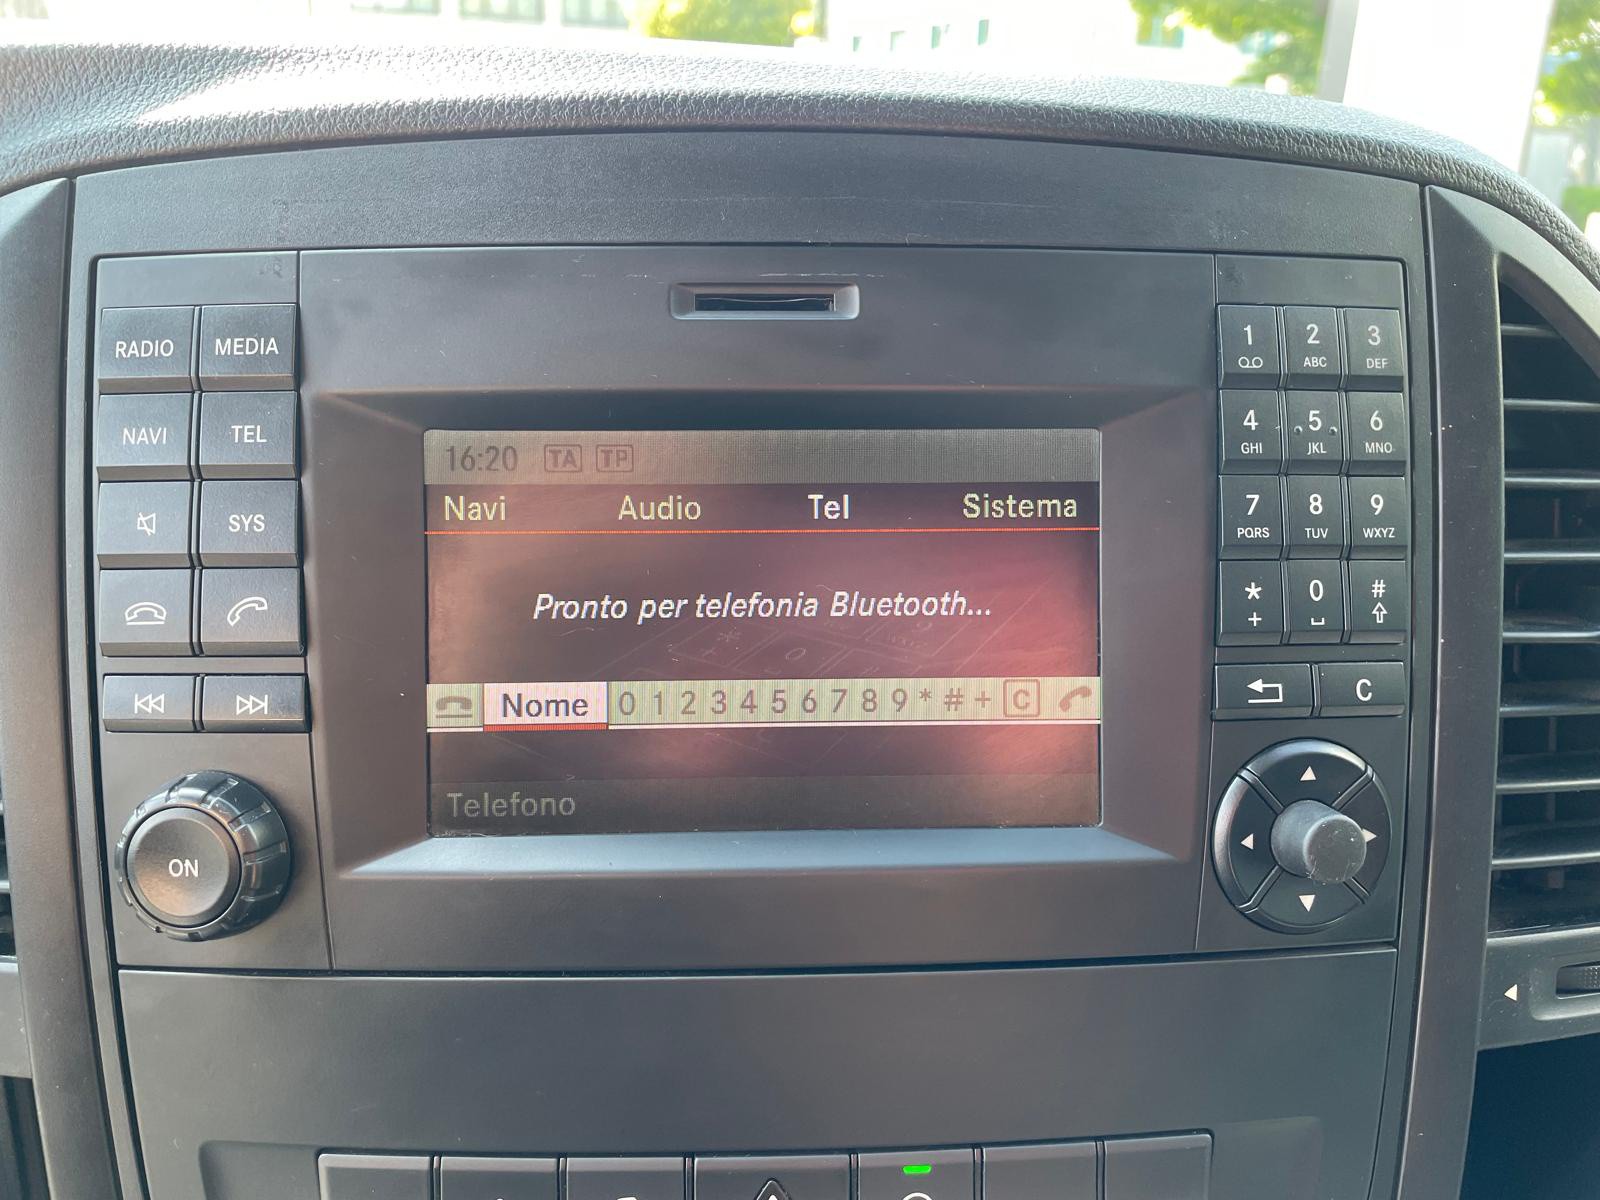 RADIO MEDIA
NAVI TEL
SYS
ON
16:20 TA TP
Navi Audio Tel Sistema
Pronto per telefonia Bluetooth...
Nome 0 1 2 3 4 5 6 7 8 9 * # + C
Telefono
1 2 3
ABC DEF
4 5 6
GHI JKL MNO
7 8 9
PQRS TUV WXYZ
* 0 #
+
C